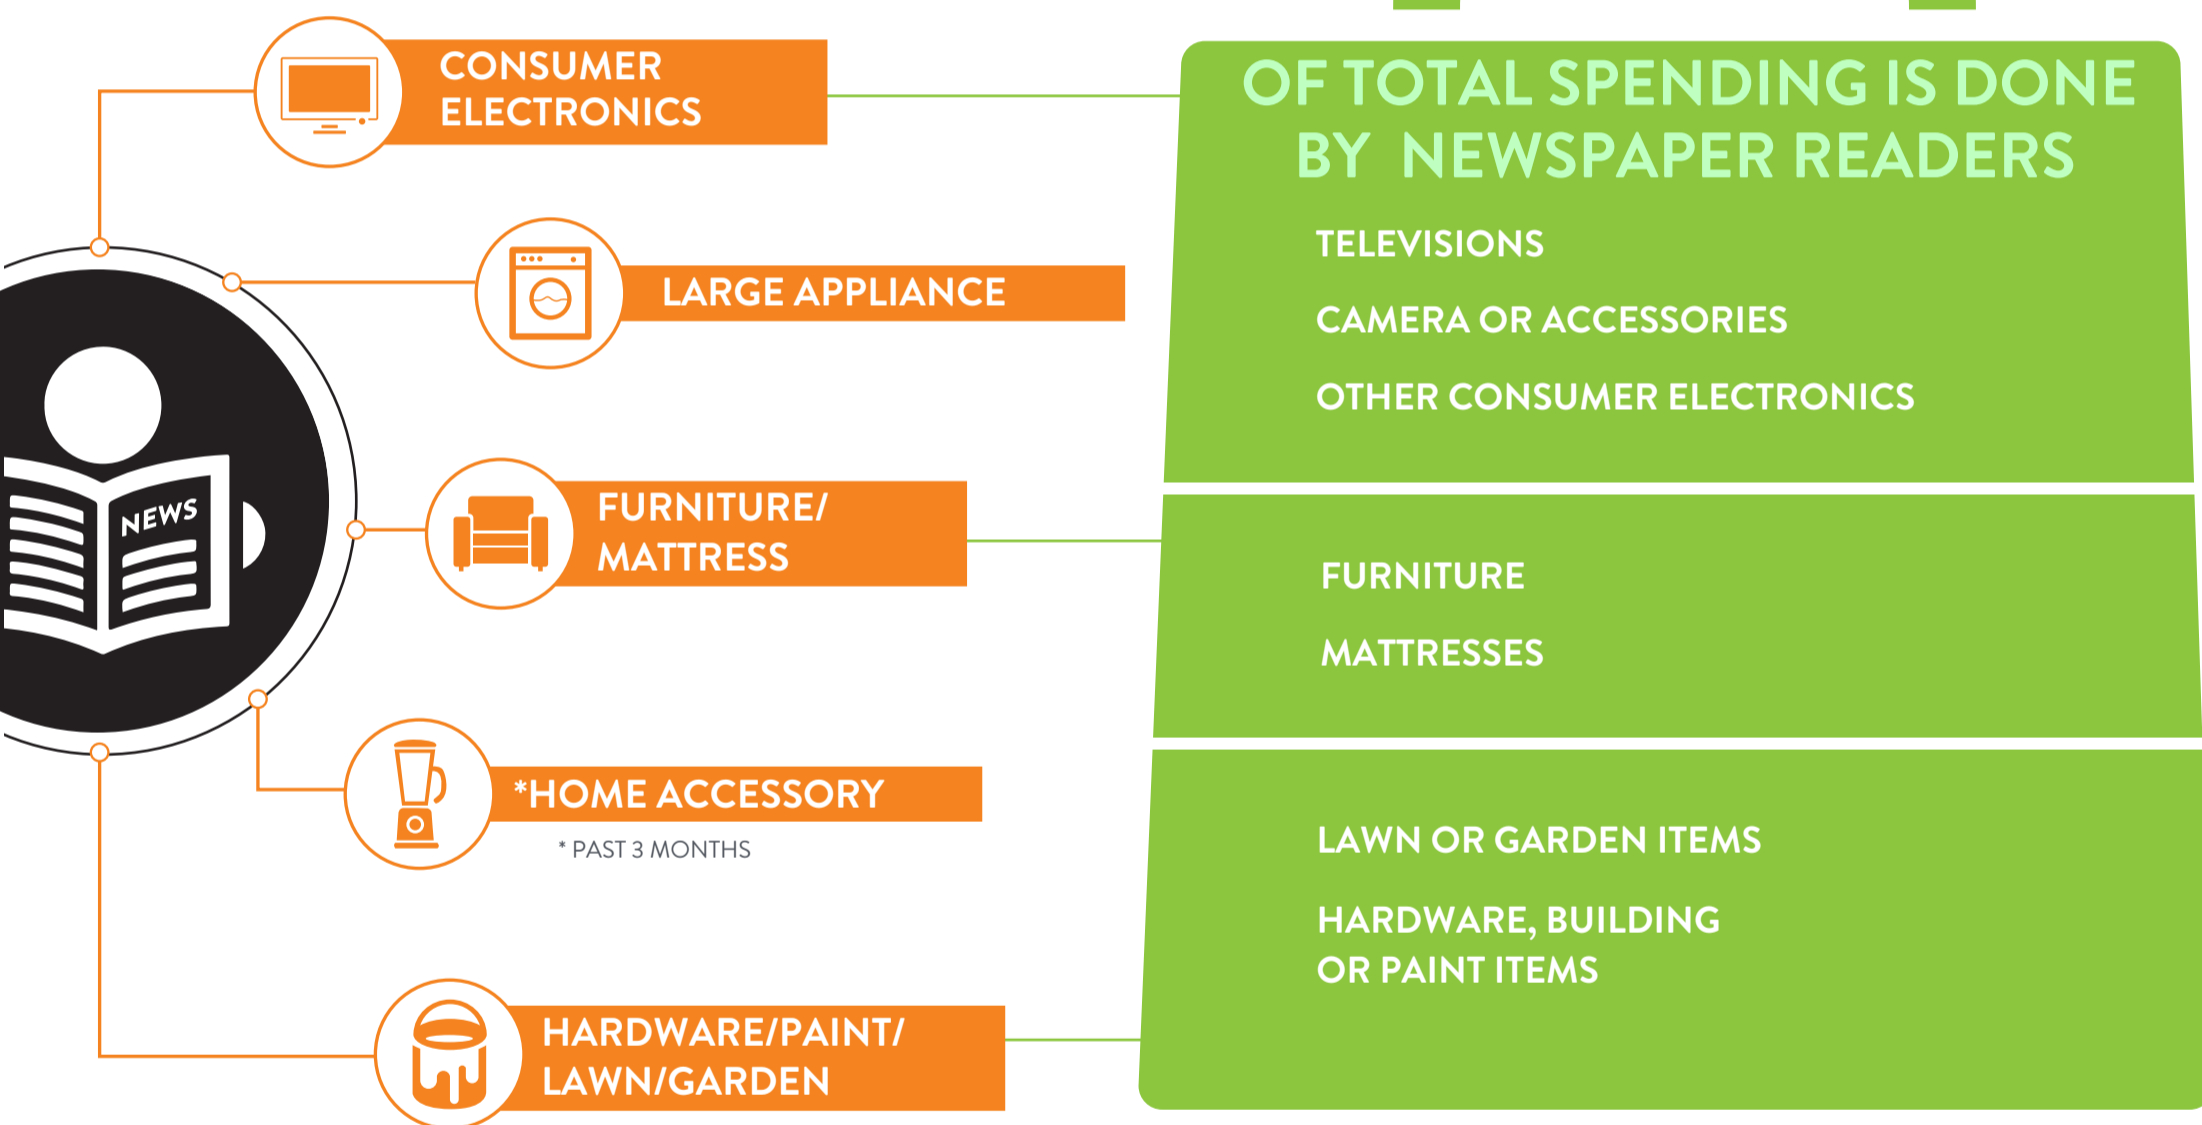 CONSUMER
ELECTRONICS
LARGE APPLIANCE
NEWS
FURNITURE/
MATTRESS
*HOME ACCESSORY
* PAST 3 MONTHS
HARDWARE/PAINT/
LAWN/GARDEN
OF TOTAL SPENDING IS DONE
BY NEWSPAPER READERS
TELEVISIONS
CAMERA OR ACCESSORIES
OTHER CONSUMER ELECTRONICS
FURNITURE
MATTRESSES
LAWN OR GARDEN ITEMS
HARDWARE, BUILDING
OR PAINT ITEMS